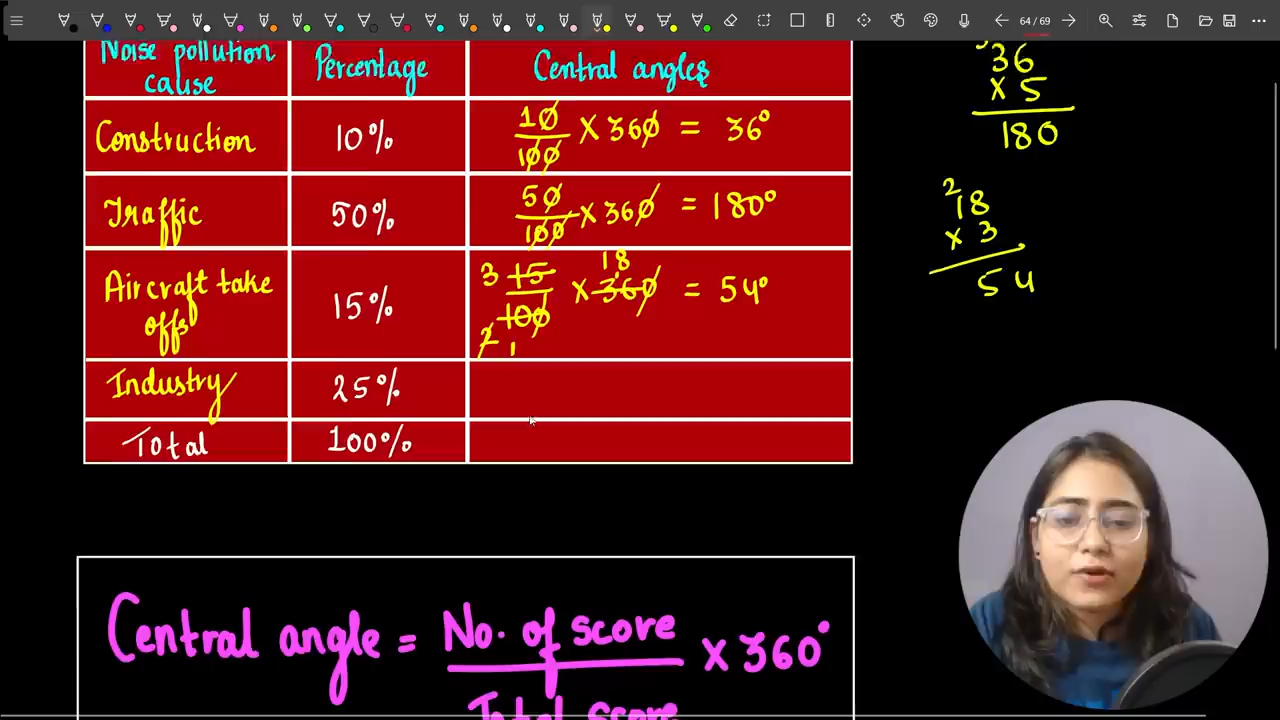 64 / 69
Noise pollution cause Percentage Central angles
Construction 10% 10/100 × 360 = 36°
Traffic 50% 50/100 × 360 = 180°
Aircraft take offs 15% 3 15/100 2 1 × 360 18 = 54°
Industry 25%
Total 100%
36
× 5
180
2
18
× 3
54
Central angle = No. of score / Total score × 360°